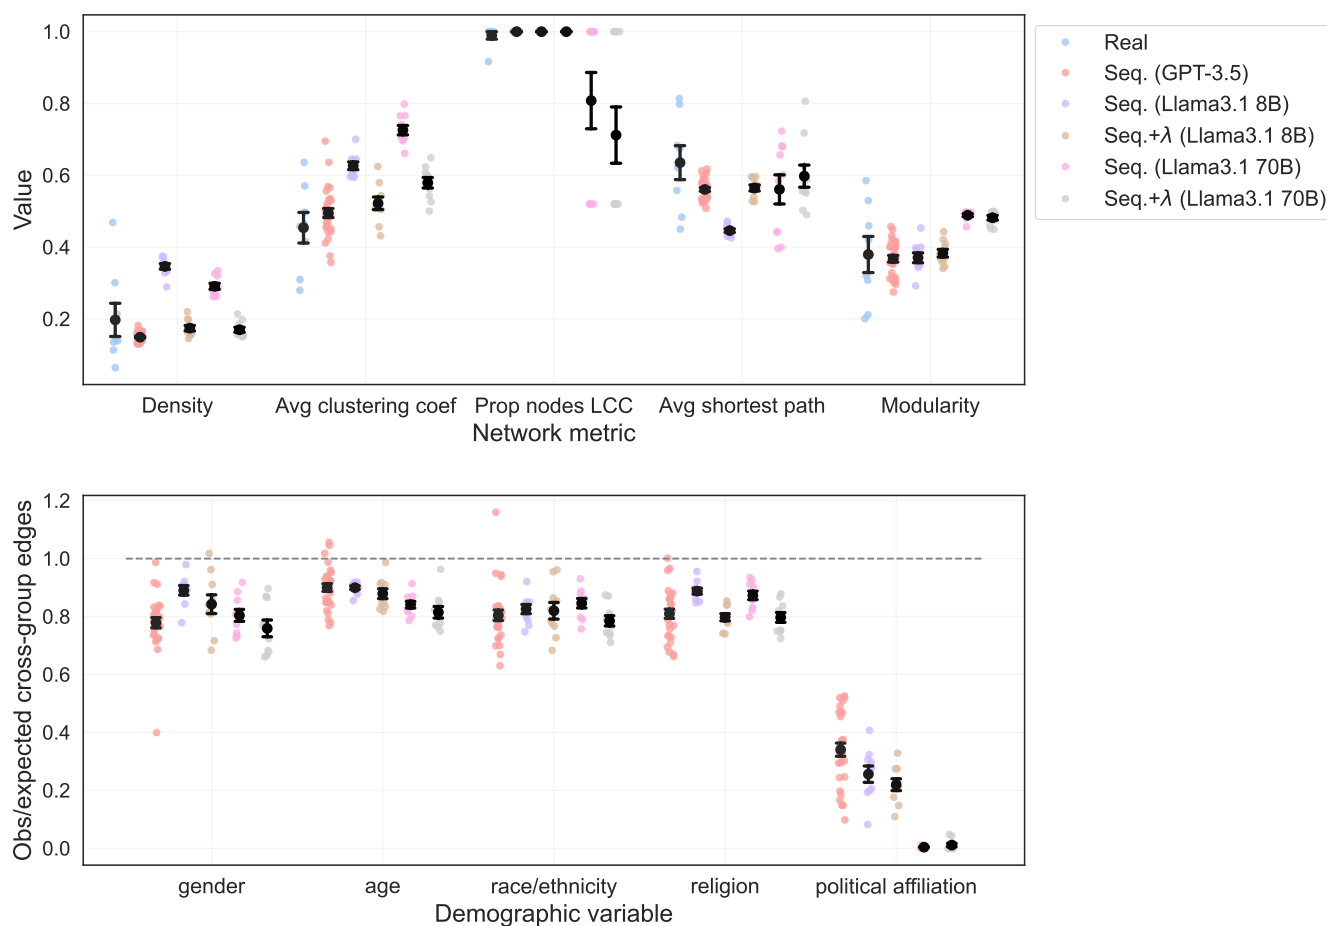 1.0
0.8
0.6
0.4
0.2
Value
Density
Avg clustering coef
Prop nodes LCC
Avg shortest path
Modularity
Network metric
Real
Seq. (GPT-3.5)
Seq. (Llama3.1 8B)
Seq.+λ (Llama3.1 8B)
Seq. (Llama3.1 70B)
Seq.+λ (Llama3.1 70B)
1.2
1.0
0.8
0.6
0.4
0.2
0.0
Obs/expected cross-group edges
gender
age
race/ethnicity
religion
political affiliation
Demographic variable